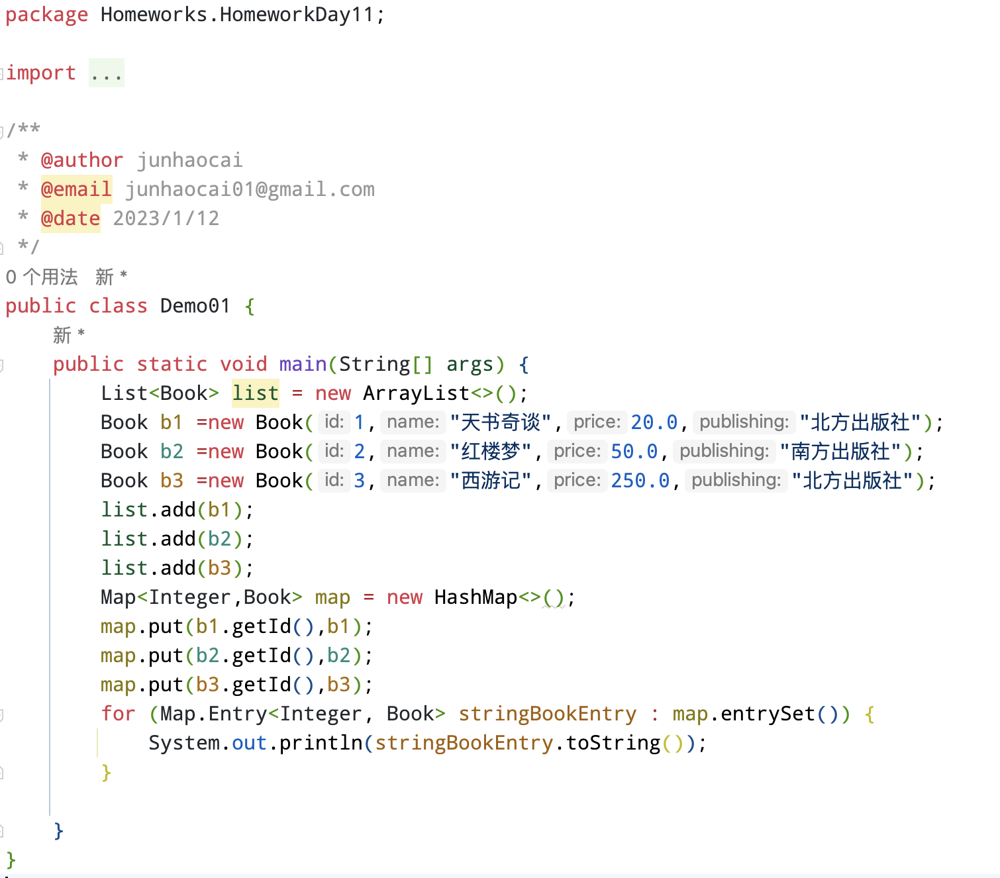 package Homeworks.HomeworkDay11;
import ...
/**
* @author junhaocai
* @email junhaocai01@gmail.com
* @date 2023/1/12
*/
0 个用法 新 *
public class Demo01 {
新 *
public static void main(String[] args) {
List<Book> list = new ArrayList<>();
Book b1 =new Book( id: 1, name: "天书奇谈", price: 20.0, publishing: "北方出版社");
Book b2 =new Book( id: 2, name: "红楼梦", price: 50.0, publishing: "南方出版社");
Book b3 =new Book( id: 3, name: "西游记", price: 250.0, publishing: "北方出版社");
list.add(b1);
list.add(b2);
list.add(b3);
Map<Integer,Book> map = new HashMap<>();
map.put(b1.getId(),b1);
map.put(b2.getId(),b2);
map.put(b3.getId(),b3);
for (Map.Entry<Integer, Book> stringBookEntry : map.entrySet()) {
System.out.println(stringBookEntry.toString());
}
}
}